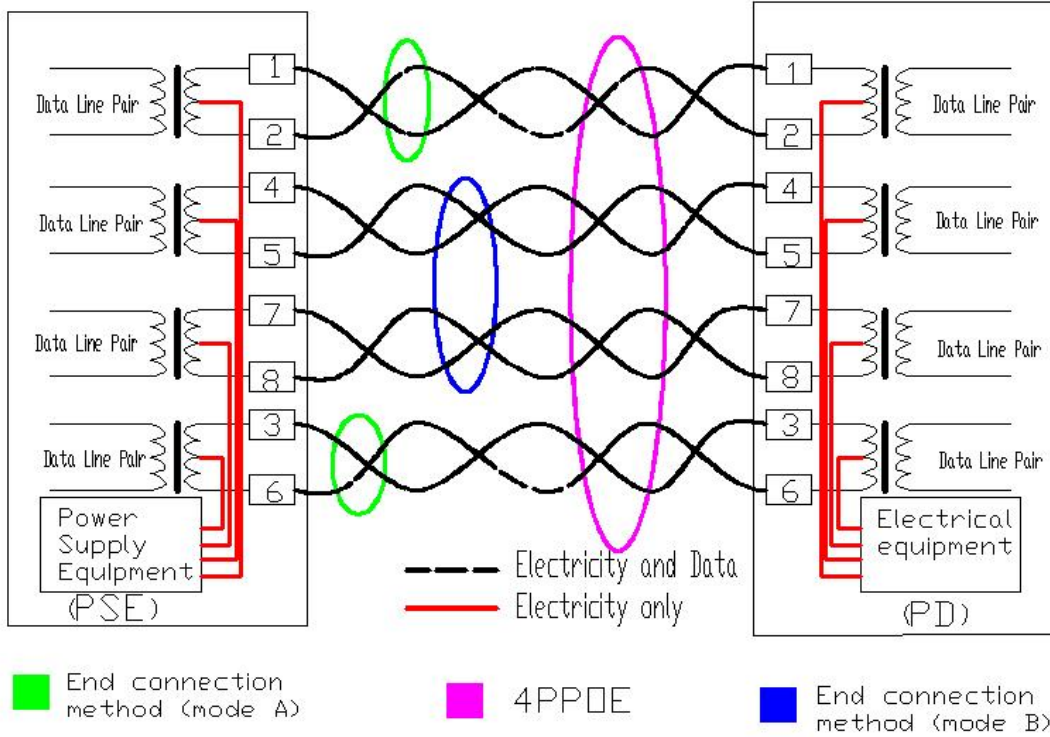 1
Data Line Pair
2
4
Data Line Pair
5
7
Data Line Pair
8
3
Data Line Pair
6
Power
Supply
Equipment
(PSE)
1
Data Line Pair
2
4
Data Line Pair
5
7
Data Line Pair
8
3
Data Line Pair
6
Electrical
equipment
(PD)
Electricity and Data
Electricity only
End connection
method (mode A)
4PPOE
End connection
method (mode B)